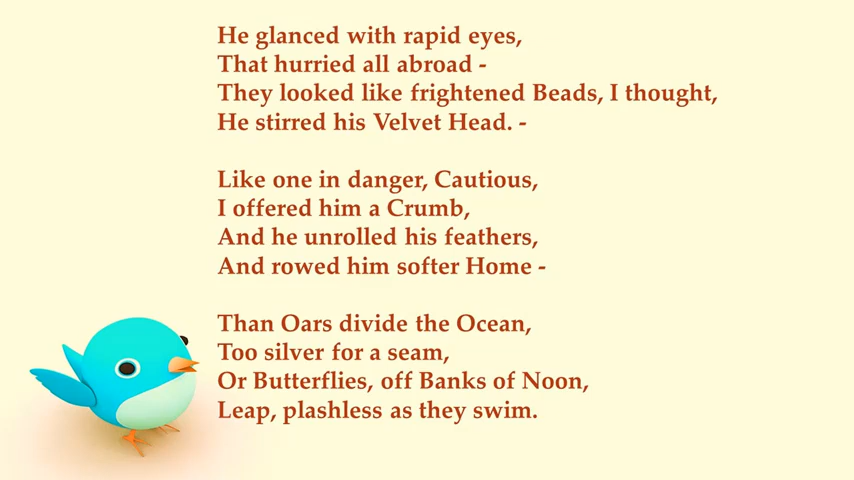 He glanced with rapid eyes,
That hurried all abroad -
They looked like frightened Beads, I thought,
He stirred his Velvet Head. -
Like one in danger, Cautious,
I offered him a Crumb,
And he unrolled his feathers,
And rowed him softer Home -
Than Oars divide the Ocean,
Too silver for a seam,
Or Butterflies, off Banks of Noon,
Leap, plashless as they swim.